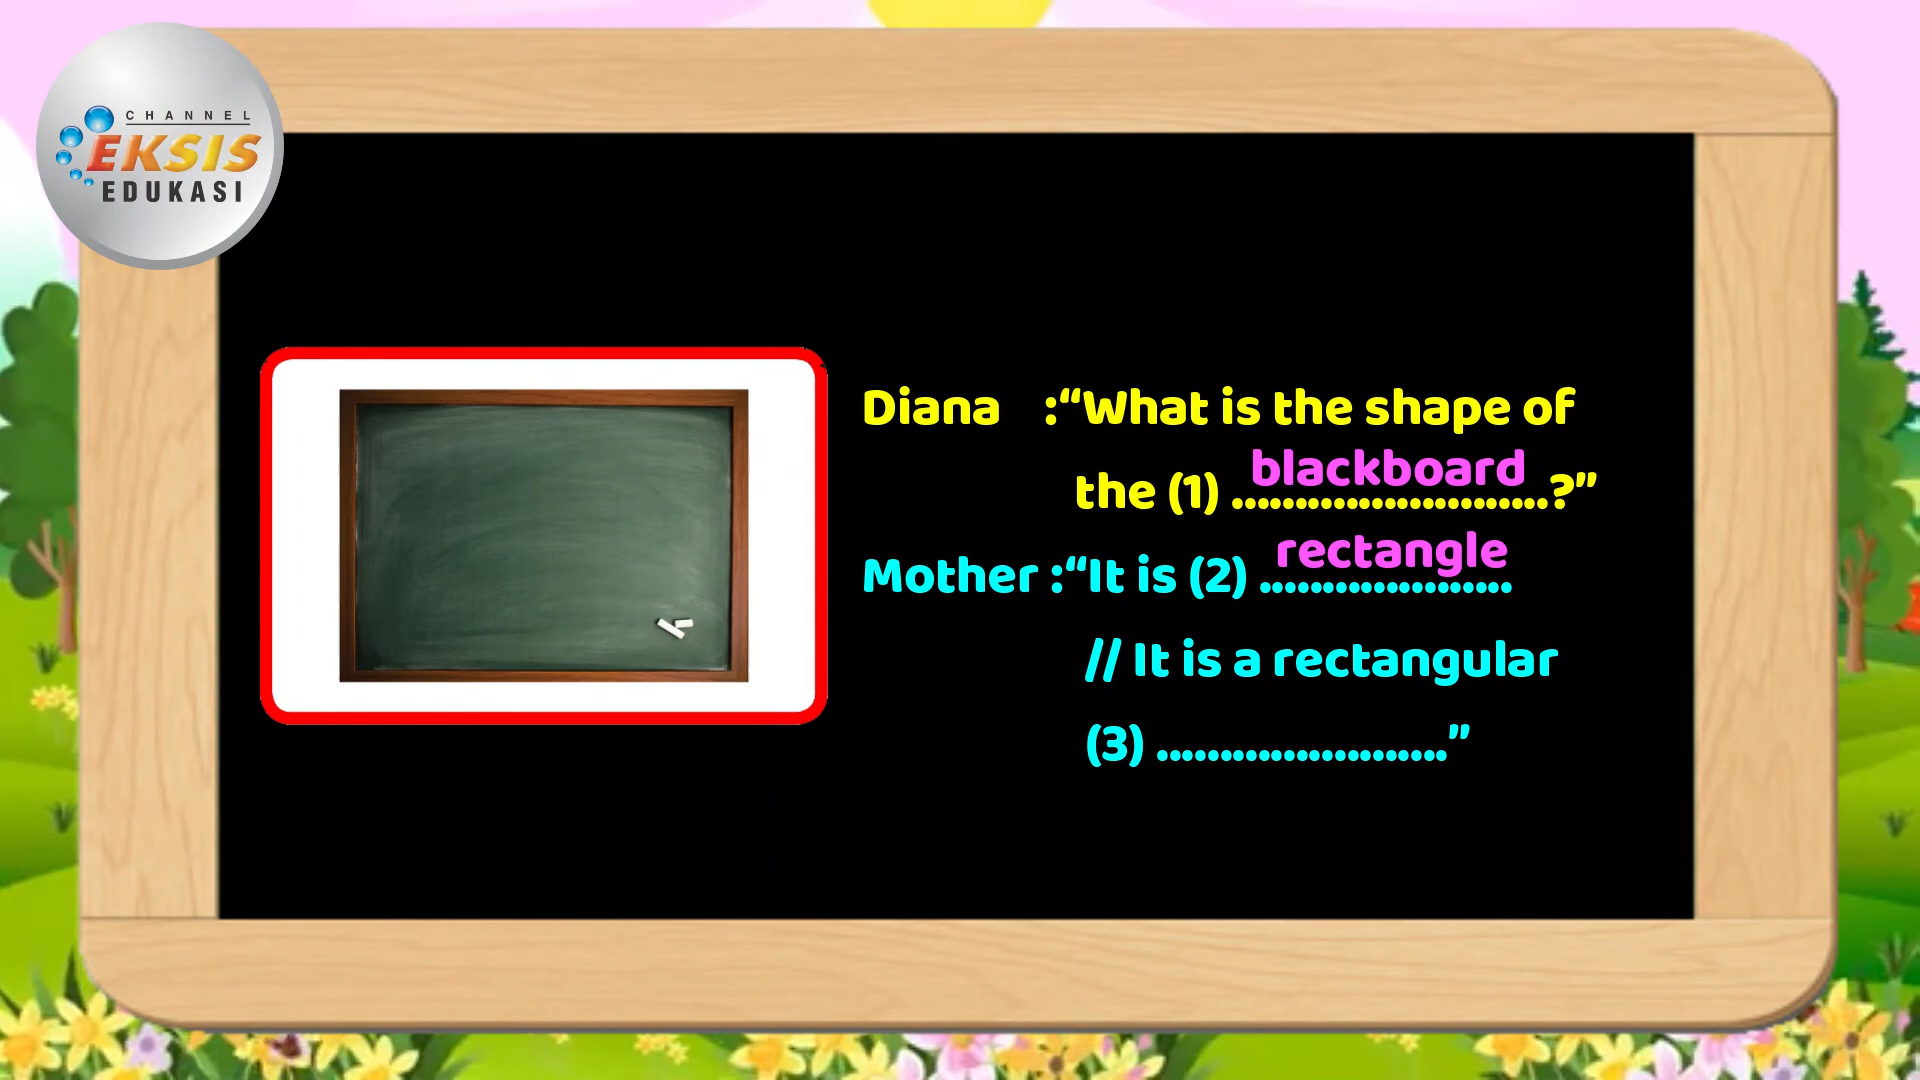 CHANNEL
EKSIS
EDUKASI
Diana :“What is the shape of
the (1) blackboard ........................?”
Mother :“It is (2) rectangle ....................
// It is a rectangular
(3) .......................”